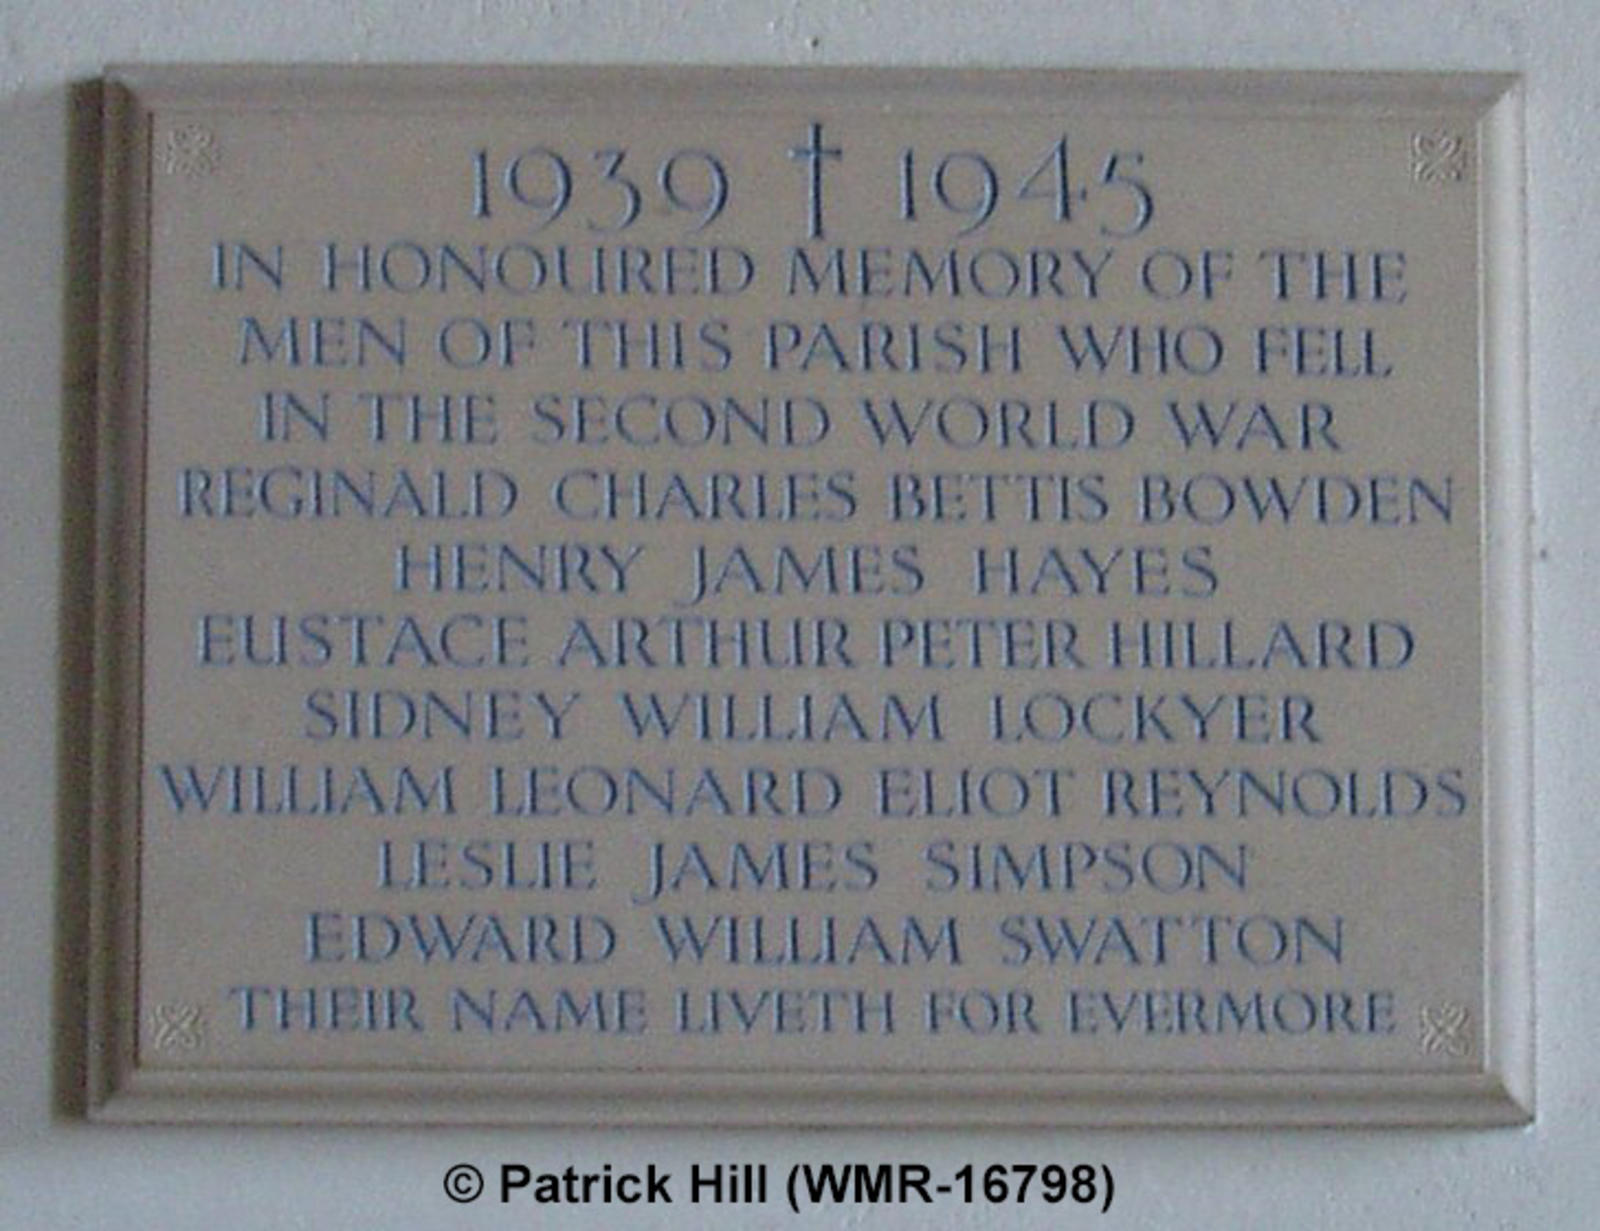 1939 † 1945
IN HONOURED MEMORY OF THE
MEN OF THIS PARISH WHO FELL
IN THE SECOND WORLD WAR
REGINALD CHARLES BETTIS BOWDEN
HENRY JAMES HAYES
EUSTACE ARTHUR PETER HILLARD
SIDNEY WILLIAM LOCKYER
WILLIAM LEONARD ELIOT REYNOLDS
LESLIE JAMES SIMPSON
EDWARD WILLIAM SWATTON
THEIR NAME LIVETH FOR EVERMORE
© Patrick Hill (WMR-16798)